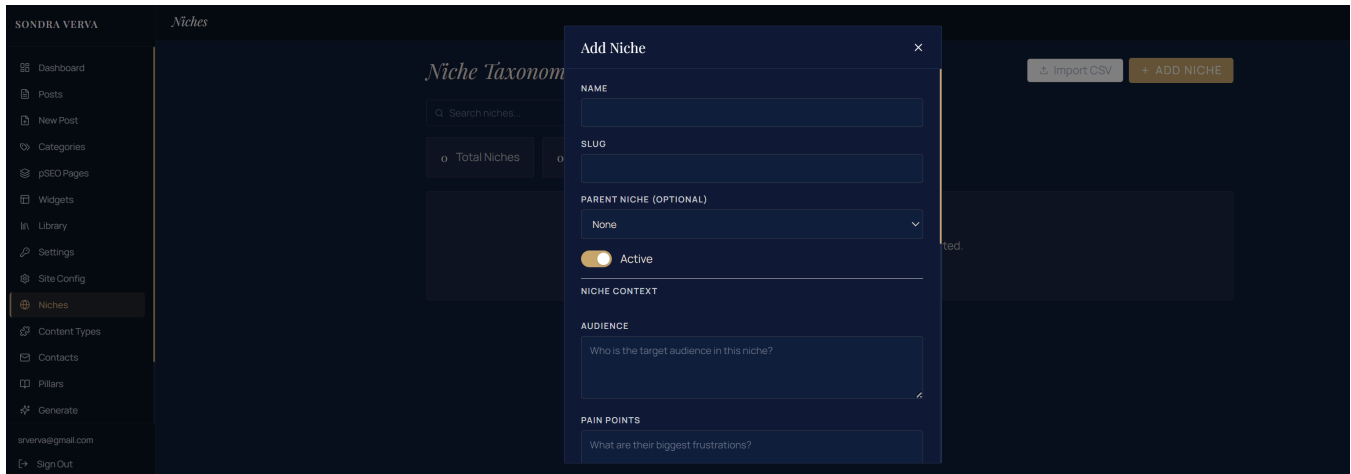 SONDRA VERVA
Dashboard
Posts
New Post
Categories
pSEO Pages
Widgets
Library
Settings
Site Config
Niches
Content Types
Contacts
Pillars
Generate
srverva@gmail.com
Sign Out
Niches
Niche Taxonom
Import CSV
+ ADD NICHE
Search niches...
0 Total Niches
0
ted.
Add Niche
NAME
SLUG
PARENT NICHE (OPTIONAL)
None
Active
NICHE CONTEXT
AUDIENCE
Who is the target audience in this niche?
PAIN POINTS
What are their biggest frustrations?